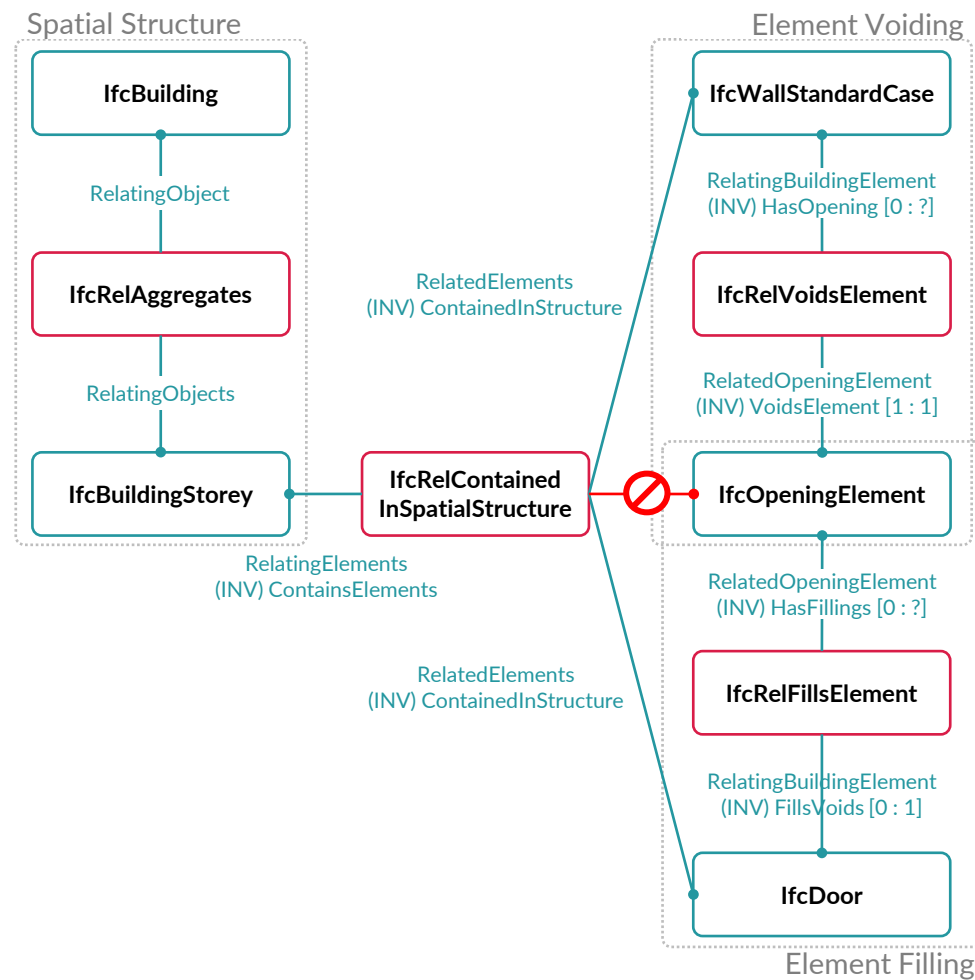 Spatial Structure
Element Voiding
IfcBuilding
IfcWallStandardCase
RelatingObject
RelatingBuildingElement
(INV) HasOpening [0 : ?]
IfcRelAggregates
RelatedElements
(INV) ContainedInStructure
IfcRelVoidsElement
RelatingObjects
RelatedOpeningElement
(INV) VoidsElement [1 : 1]
IfcBuildingStorey
IfcRelContained
InSpatialStructure
IfcOpeningElement
RelatingElements
(INV) ContainsElements
RelatedOpeningElement
(INV) HasFillings [0 : ?]
RelatedElements
(INV) ContainedInStructure
IfcRelFillsElement
RelatingBuildingElement
(INV) FillsVoids [0 : 1]
IfcDoor
Element Filling